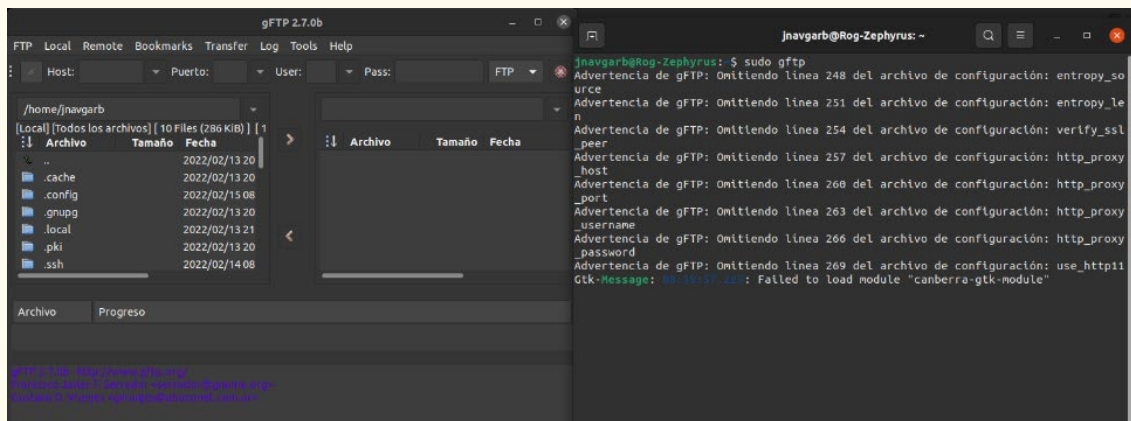 gFTP 2.7.0b
FTP Local Remote Bookmarks Transfer Log Tools Help
Host: Puerto: User: Pass: FTP
/home/jnavgarb
[Local] [Todos los archivos] [ 10 Files (286 KiB) ] [ 1
Archivo Tamaño Fecha
.. 2022/02/13 20
.cache 2022/02/13 20
.config 2022/02/15 08
.gnupg 2022/02/13 20
.local 2022/02/13 21
.pki 2022/02/13 20
.ssh 2022/02/14 08
Archivo Tamaño Fecha
Archivo Progreso
jnavgarb@Rog-Zephyrus: ~
jnavgarb@Rog-Zephyrus:~$ sudo gftp
Advertencia de gFTP: Omitiendo línea 248 del archivo de configuración: entropy_so
urce
Advertencia de gFTP: Omitiendo línea 251 del archivo de configuración: entropy_le
n
Advertencia de gFTP: Omitiendo línea 254 del archivo de configuración: verify_ssl
_peer
Advertencia de gFTP: Omitiendo línea 257 del archivo de configuración: http_proxy
_host
Advertencia de gFTP: Omitiendo línea 260 del archivo de configuración: http_proxy
_port
Advertencia de gFTP: Omitiendo línea 263 del archivo de configuración: http_proxy
_username
Advertencia de gFTP: Omitiendo línea 266 del archivo de configuración: http_proxy
_password
Advertencia de gFTP: Omitiendo línea 269 del archivo de configuración: use_http11
Gtk-Message: : Failed to load module "canberra-gtk-module"